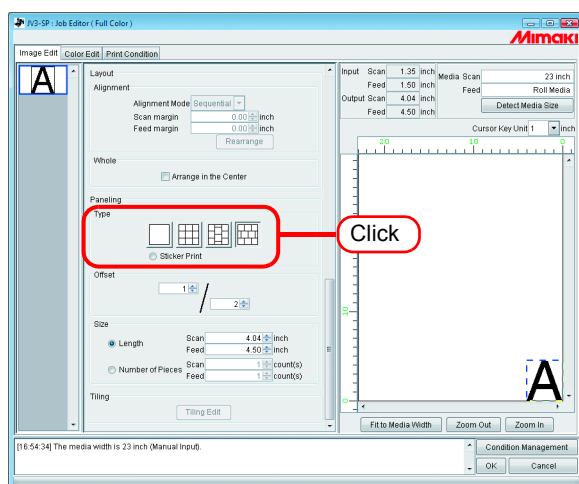 JV3-SP : Job Editor ( Full Color )
Mimaki
Image Edit Color Edit Print Condition
A
Layout
Alignment
Alignment Mode Sequential
Scan margin 0.00 inch
Feed margin 0.00 inch
Rearrange
Whole
Arrange in the Center
Paneling
Type
Sticker Print
Click
Offset
1 / 2
Size
Length Scan 4.04 inch
Feed 4.50 inch
Number of Pieces Scan 1 count(s)
Feed 1 count(s)
Tiling
Tiling Edit
Input Scan 1.35 inch
Feed 1.50 inch
Output Scan 4.04 inch
Feed 4.50 inch
Media Scan 23 inch
Feed Roll Media
Detect Media Size
Cursor Key Unit 1 inch
20 10 0
0
0
A
Fit to Media Width Zoom Out Zoom In
[16:54:34] The media width is 23 inch (Manual Input).
Condition Management
OK Cancel